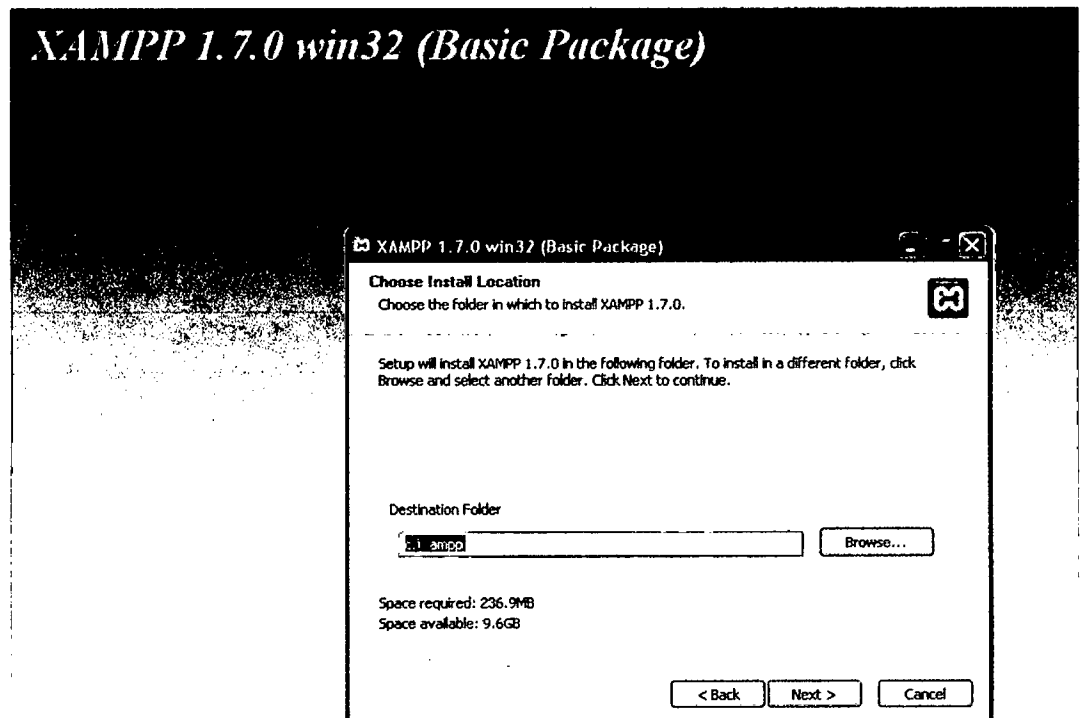 XAMPP 1.7.0 win32 (Basic Package)
XAMPP 1.7.0 win32 (Basic Package)
Choose Install Location
Choose the folder in which to install XAMPP 1.7.0.
Setup will install XAMPP 1.7.0 in the following folder. To install in a different folder, click
Browse and select another folder. Click Next to continue.
Destination Folder
Browse...
Space required: 236.9MB
Space available: 9.6GB
< Back
Next >
Cancel